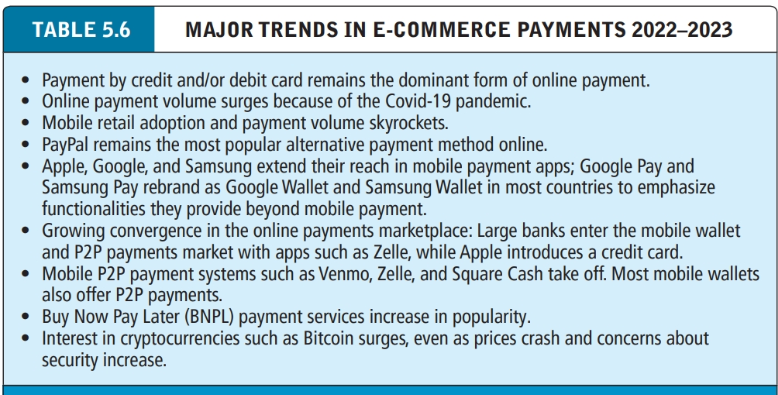 TABLE 5.6
MAJOR TRENDS IN E-COMMERCE PAYMENTS 2022–2023
• Payment by credit and/or debit card remains the dominant form of online payment.
• Online payment volume surges because of the Covid-19 pandemic.
• Mobile retail adoption and payment volume skyrockets.
• PayPal remains the most popular alternative payment method online.
• Apple, Google, and Samsung extend their reach in mobile payment apps; Google Pay and
Samsung Pay rebrand as Google Wallet and Samsung Wallet in most countries to emphasize
functionalities they provide beyond mobile payment.
• Growing convergence in the online payments marketplace: Large banks enter the mobile wallet
and P2P payments market with apps such as Zelle, while Apple introduces a credit card.
• Mobile P2P payment systems such as Venmo, Zelle, and Square Cash take off. Most mobile wallets
also offer P2P payments.
• Buy Now Pay Later (BNPL) payment services increase in popularity.
• Interest in cryptocurrencies such as Bitcoin surges, even as prices crash and concerns about
security increase.